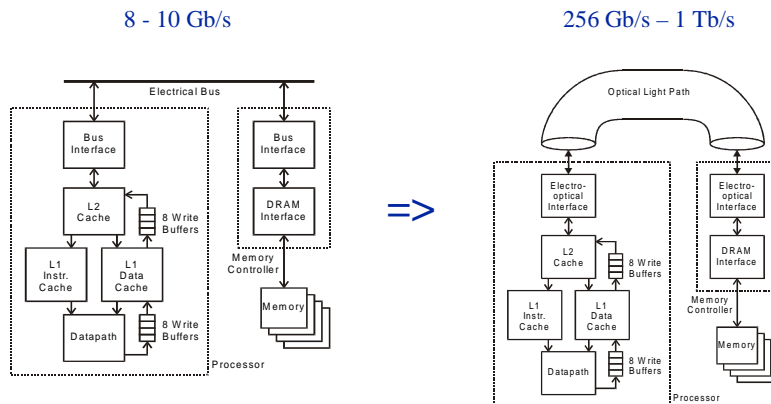 8 - 10 Gb/s
256 Gb/s – 1 Tb/s
Electrical Bus
Bus
Interface
Bus
Interface
L2
Cache
8 Write
Buffers
DRAM
Interface
L1
Instr.
Cache
L1
Data
Cache
Memory
Controller
Datapath
8 Write
Buffers
Memory
Processor
=>
Optical Light Path
Electro-
optical
Interface
Electro-
optical
Interface
L2
Cache
8 Write
Buffers
DRAM
Interface
L1
Instr.
Cache
L1
Data
Cache
Memory
Controller
Datapath
8 Write
Buffers
Memory
Processor